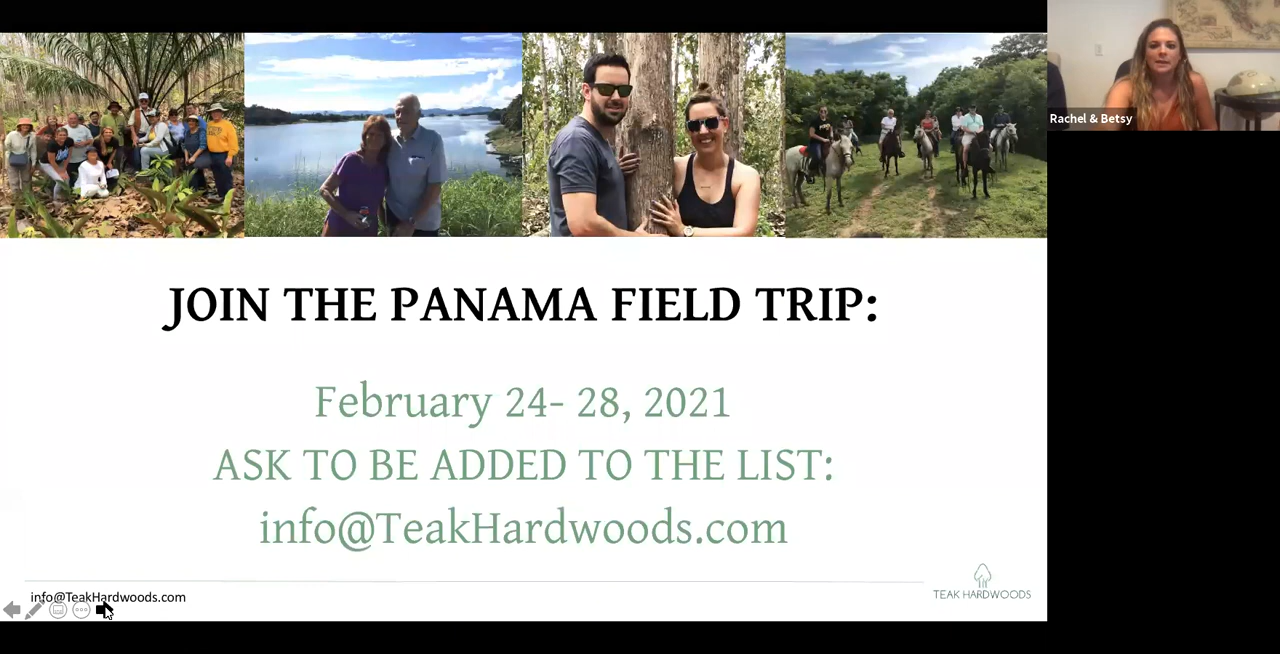 Rachel & Betsy
JOIN THE PANAMA FIELD TRIP:
February 24- 28, 2021
ASK TO BE ADDED TO THE LIST:
info@TeakHardwoods.com
info@TeakHardwoods.com
TEAK HARDWOODS